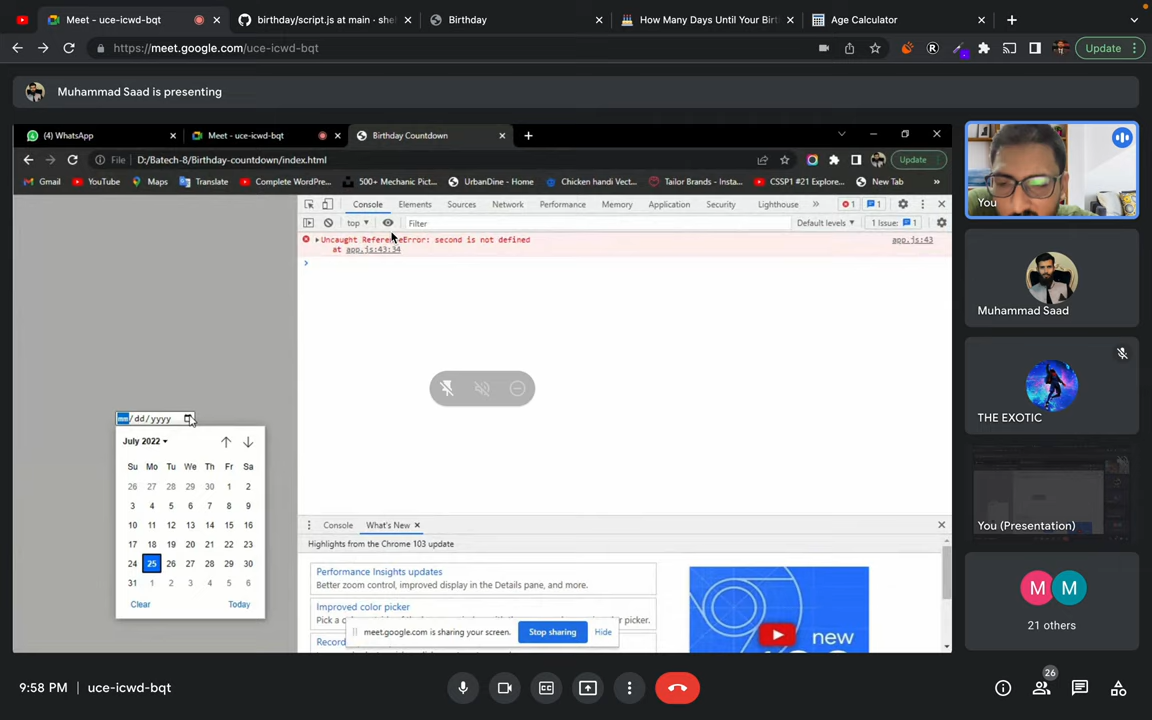 Meet - uce-icwd-bqt
birthday/script.js at main · shel
Birthday
How Many Days Until Your Birt
Age Calculator
https://meet.google.com/uce-icwd-bqt
Update
Muhammad Saad is presenting
(4) WhatsApp
Meet - uce-icwd-bqt
Birthday Countdown
File
D:/Batech-8/Birthday-countdown/index.html
Update
Gmail
YouTube
Maps
Translate
Complete WordPre...
500+ Mechanic Pict...
UrbanDine - Home
Chicken handi Vect...
Tailor Brands - Insta...
CSSP1 #21 Explore...
New Tab
»
Console
Elements
Sources
Network
Performance
Memory
Application
Security
Lighthouse
»
1
1
top
Filter
Default levels
1 Issue:
1
Uncaught ReferenceError: second is not defined
app.js:43
at app.js:43:34
mm/dd/yyyy
July 2022
Su Mo Tu We Th Fr Sa
26 27 28 29 30 1 2
3 4 5 6 7 8 9
10 11 12 13 14 15 16
17 18 19 20 21 22 23
24 25 26 27 28 29 30
31 1 2 3 4 5 6
Clear
Today
Console
What's New
Highlights from the Chrome 103 update
Performance Insights updates
Better zoom control, improved display in the Details pane, and more.
Improved color picker
Pick a
ker.
Record
meet.google.com is sharing your screen.
Stop sharing
Hide
new
You
Muhammad Saad
THE EXOTIC
You (Presentation)
M
M
21 others
9:58 PM
uce-icwd-bqt
26